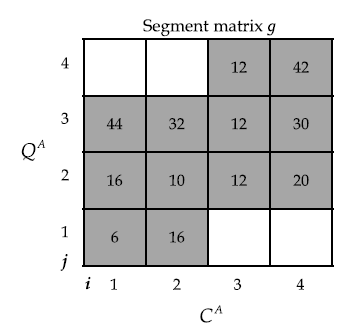 Segment matrix g
4 12 42
3 44 32 12 30
Q^A
2 16 10 12 20
1 6 16
j
i 1 2 3 4
C^A